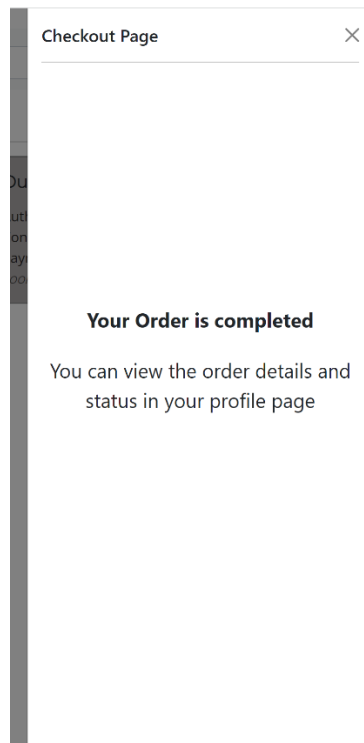 Checkout Page
Your Order is completed
You can view the order details and
status in your profile page